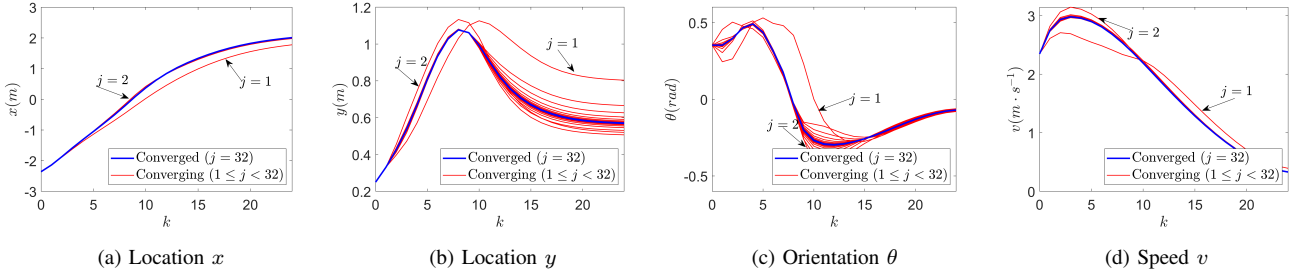 3
2
1
0
-1
-2
-3
x(m)
j = 2
j = 1
Converged (j = 32)
Converging (1 ≤ j < 32)
0 5 10 15 20
k
(a) Location x
1.2
1.0
0.8
0.6
0.4
0.2
y(m)
j = 2
j = 1
Converged (j = 32)
Converging (1 ≤ j < 32)
0 5 10 15 20
k
(b) Location y
0.5
0
-0.5
θ(rad)
j = 1
j = 2
Converged (j = 32)
Converging (1 ≤ j < 32)
0 5 10 15 20
k
(c) Orientation θ
3
2
1
0
v(m · s⁻¹)
j = 2
j = 1
Converged (j = 32)
Converging (1 ≤ j < 32)
0 5 10 15 20
k
(d) Speed v